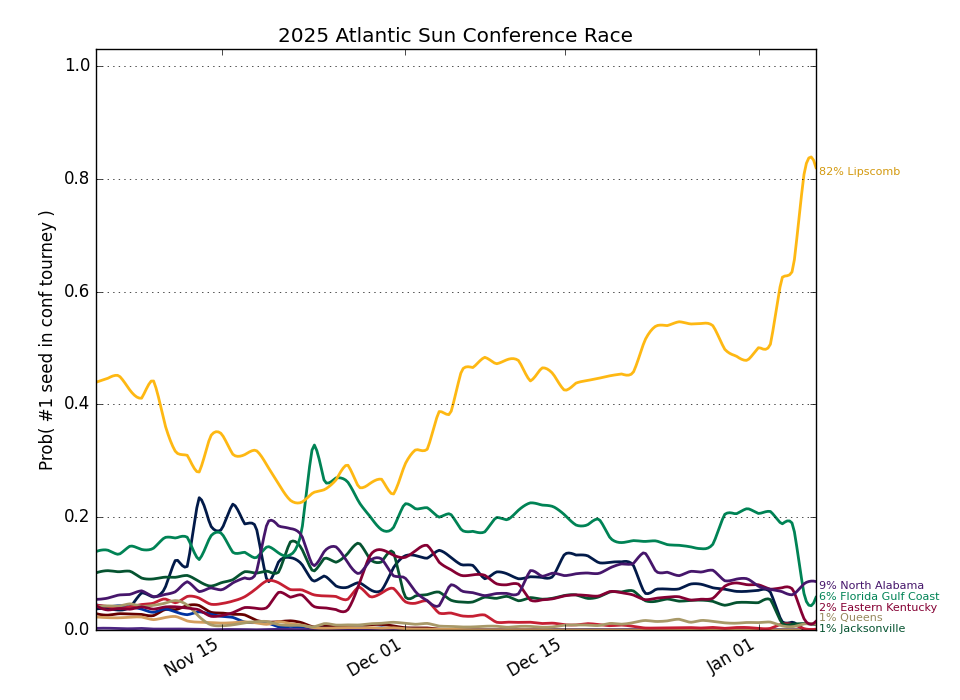 2025 Atlantic Sun Conference Race
Prob( #1 seed in conf tourney )
1.0
0.8
0.6
0.4
0.2
0.0
Nov 15
Dec 01
Dec 15
Jan 01
82% Lipscomb
9% North Alabama
6% Florida Gulf Coast
2% Eastern Kentucky
1% Queens
1% Jacksonville